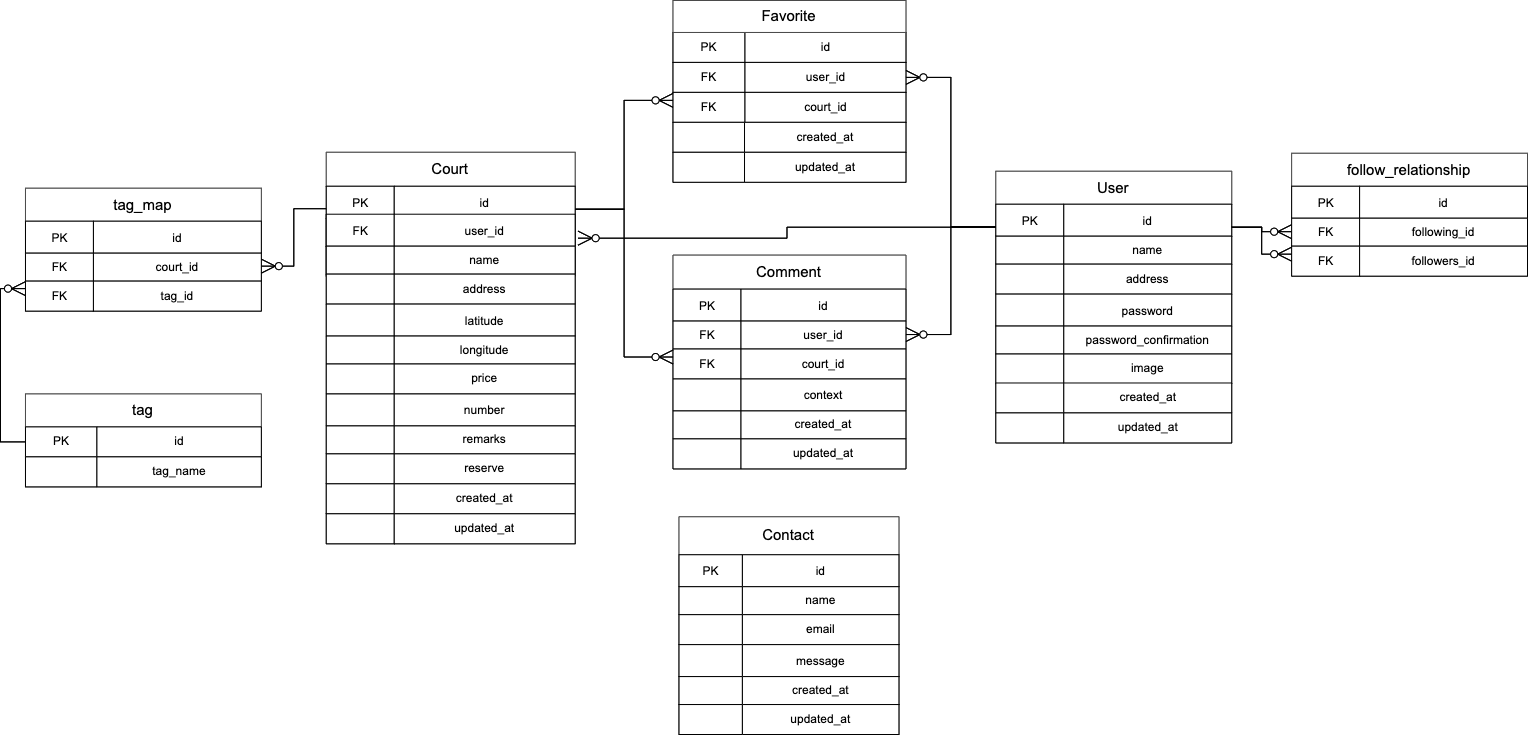 Favorite
PK id
FK user_id
FK court_id
created_at
updated_at
Court
PK id
FK user_id
name
address
latitude
longitude
price
number
remarks
reserve
created_at
updated_at
tag_map
PK id
FK court_id
FK tag_id
tag
PK id
tag_name
Comment
PK id
FK user_id
FK court_id
context
created_at
updated_at
User
PK id
name
address
password
password_confirmation
image
created_at
updated_at
follow_relationship
PK id
FK following_id
FK followers_id
Contact
PK id
name
email
message
created_at
updated_at